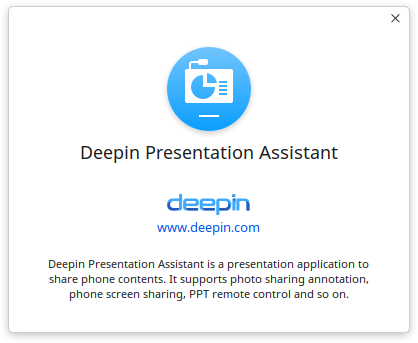 Deepin Presentation Assistant
deepin
www.deepin.com
Deepin Presentation Assistant is a presentation application to
share phone contents. It supports photo sharing annotation,
phone screen sharing, PPT remote control and so on.